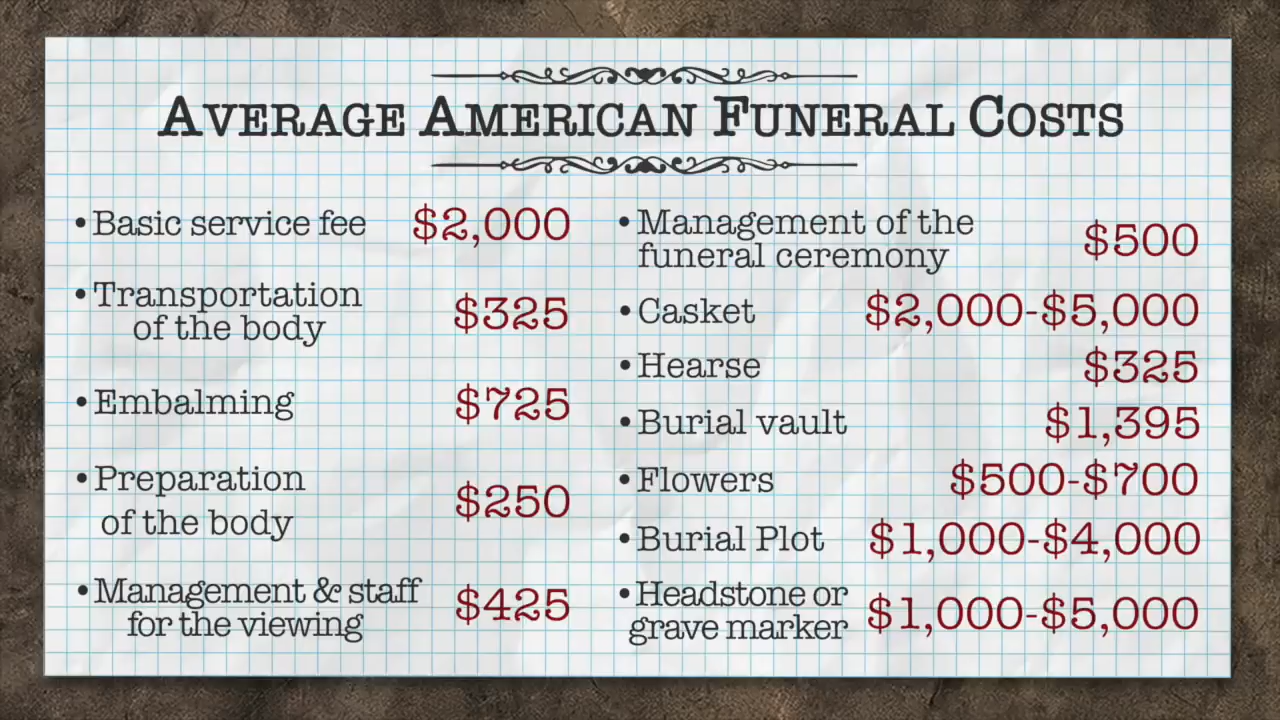 AVERAGE AMERICAN FUNERAL COSTS
•Basic service fee $2,000
•Transportation
of the body $325
•Embalming $725
•Preparation
of the body $250
•Management & staff
for the viewing $425
•Management of the
funeral ceremony $500
•Casket $2,000-$5,000
•Hearse $325
•Burial vault $1,395
•Flowers $500-$700
•Burial Plot $1,000-$4,000
•Headstone or
grave marker $1,000-$5,000